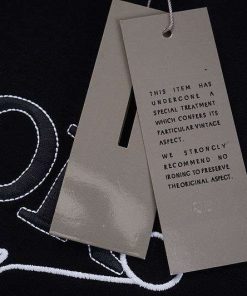 THIS ITEM HAS
UNDERGONE A
SPECIAL TREATMENT
WHICH CONFERS ITS
PARTICULAR VINTAGE
ASPECT.
WE STRONGLY
RECOMMEND NO
IRONING TO PRESERVE
THE ORIGINAL ASPECT.